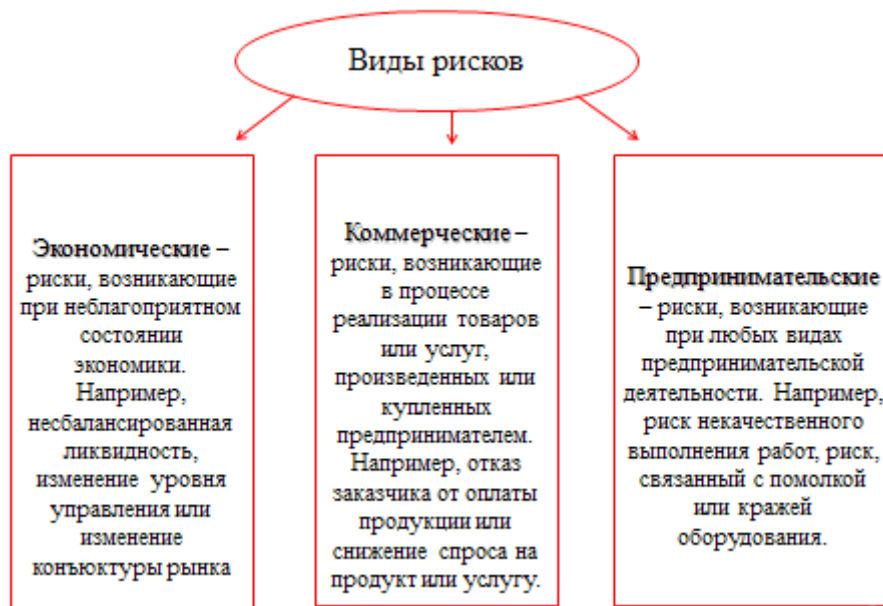 Виды рисков
Экономические –
риски, возникающие
при неблагоприятном
состоянии
экономики.
Например,
несбалансированная
ликвидность,
изменение уровня
управления или
изменение
конъюктуры рынка
Коммерческие –
риски, возникающие
в процессе
реализации товаров
или услуг,
произведенных или
купленных
предпринимателем.
Например, отказ
заказчика от оплаты
продукции или
снижение спроса на
продукт или услугу.
Предпринимательские
– риски, возникающие
при любых видах
предпринимательской
деятельности. Например,
риск некачественного
выполнения работ, риск,
связанный с помолкой
или кражей
оборудования.